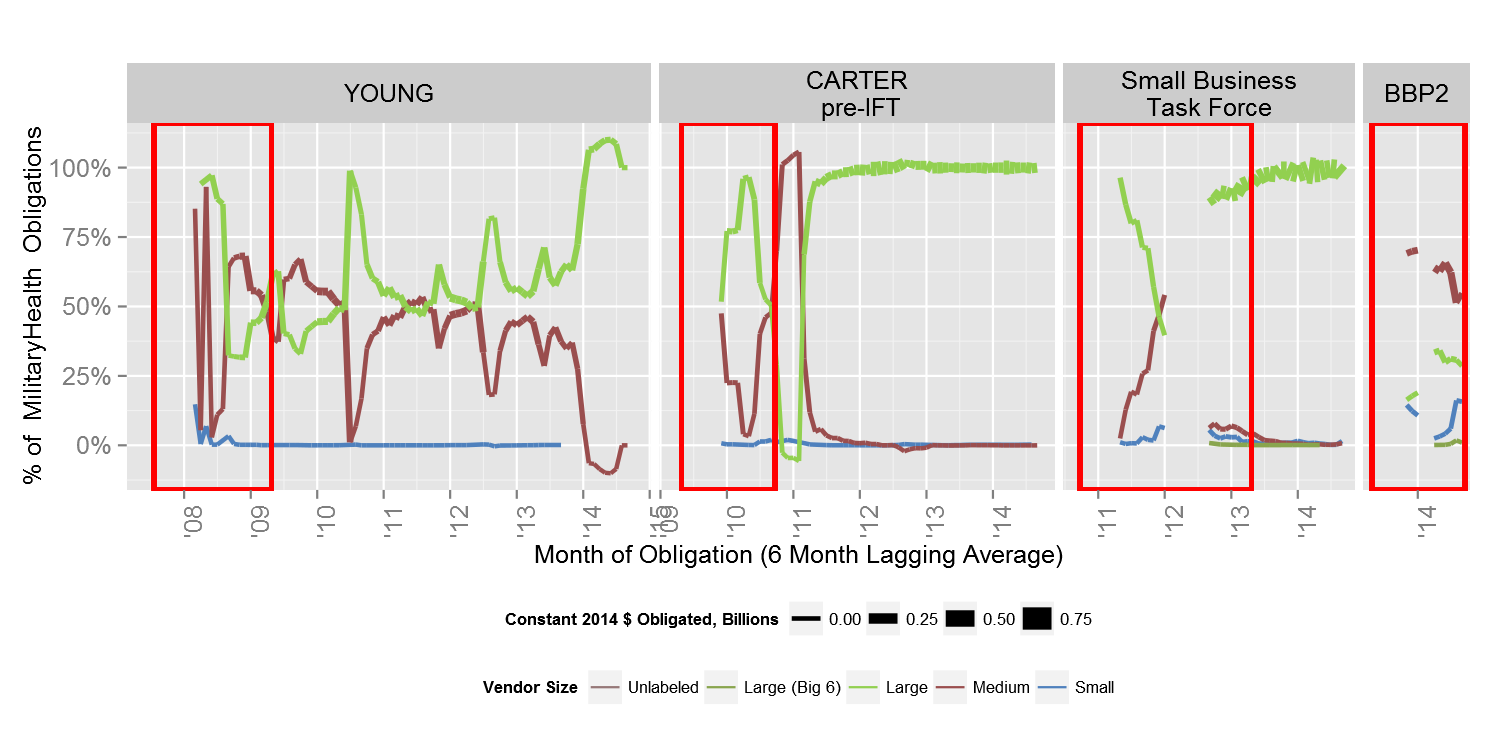 YOUNG
CARTER
pre-IFT
Small Business
Task Force
BBP2
% of MilitaryHealth Obligations
100%
75%
50%
25%
0%
'08 '09 '10 '11 '12 '13 '14 '15
'09 '10 '11 '12 '13 '14
'11 '12 '13 '14
'14
Month of Obligation (6 Month Lagging Average)
Constant 2014 $ Obligated, Billions 0.00 0.25 0.50 0.75
Vendor Size Unlabeled Large (Big 6) Large Medium Small